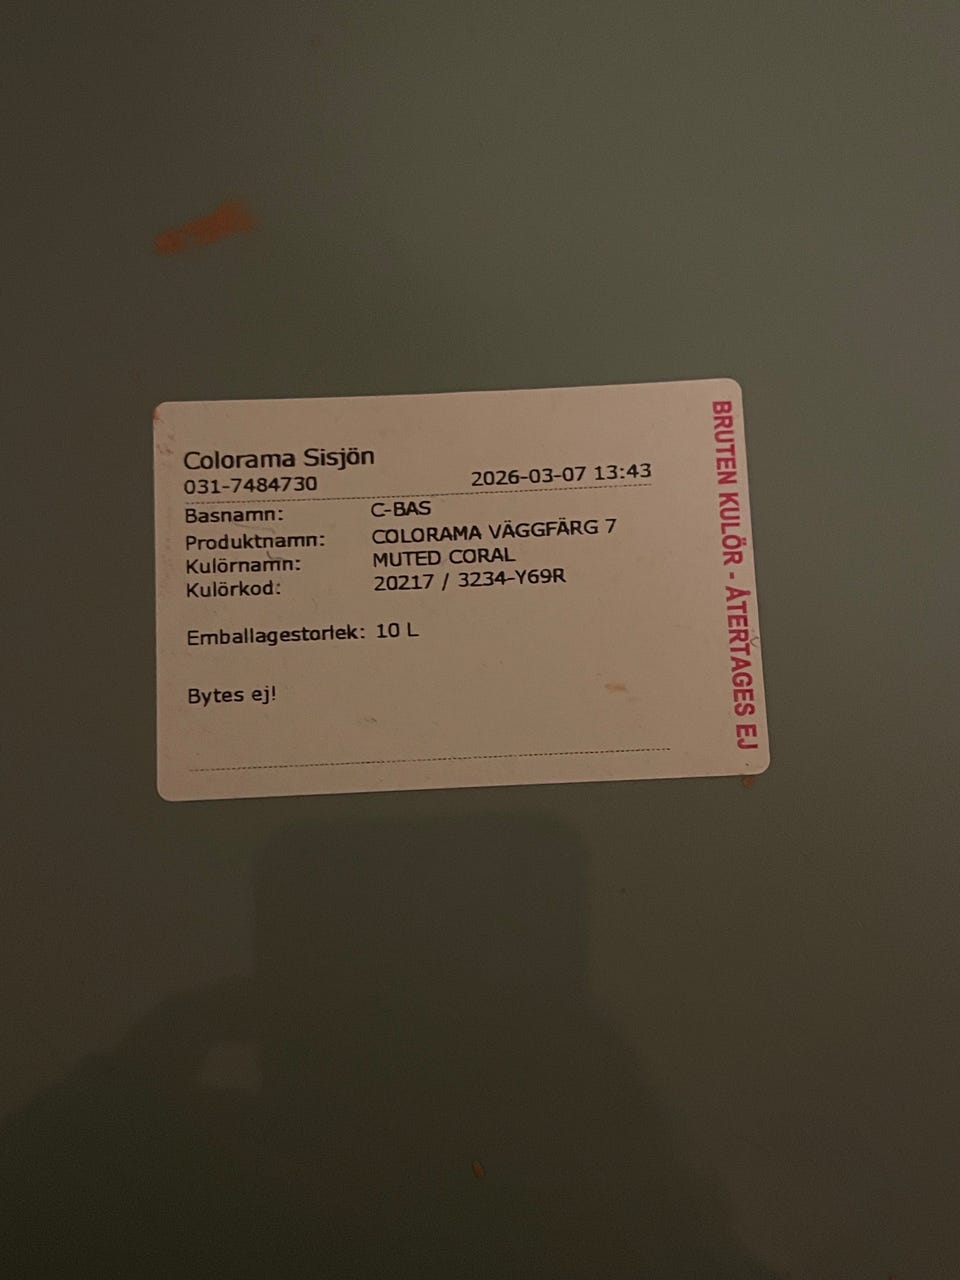 Colorama Sisjön
031-7484730 2026-03-07 13:43
Basnamn: C-BAS
Produktnamn: COLORAMA VÄGGFÄRG 7
Kulörnamn: MUTED CORAL
Kulörkod: 20217 / 3234-Y69R
Emballagestorlek: 10 L
Bytes ej!
BRUTEN KULÖR - ÅTERTAGES EJ